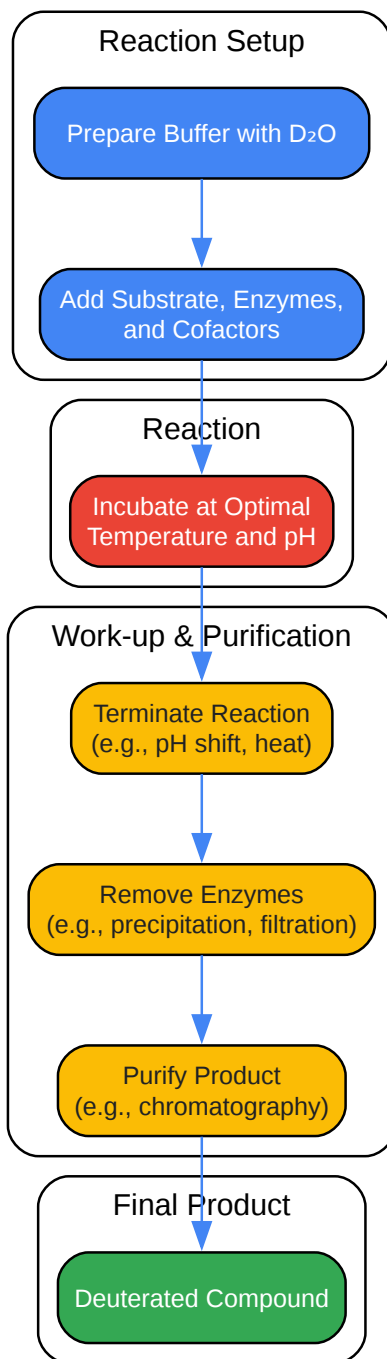 Reaction Setup
Prepare Buffer with D₂O
Add Substrate, Enzymes,
and Cofactors
Reaction
Incubate at Optimal
Temperature and pH
Work-up & Purification
Terminate Reaction
(e.g., pH shift, heat)
Remove Enzymes
(e.g., precipitation, filtration)
Purify Product
(e.g., chromatography)
Final Product
Deuterated Compound